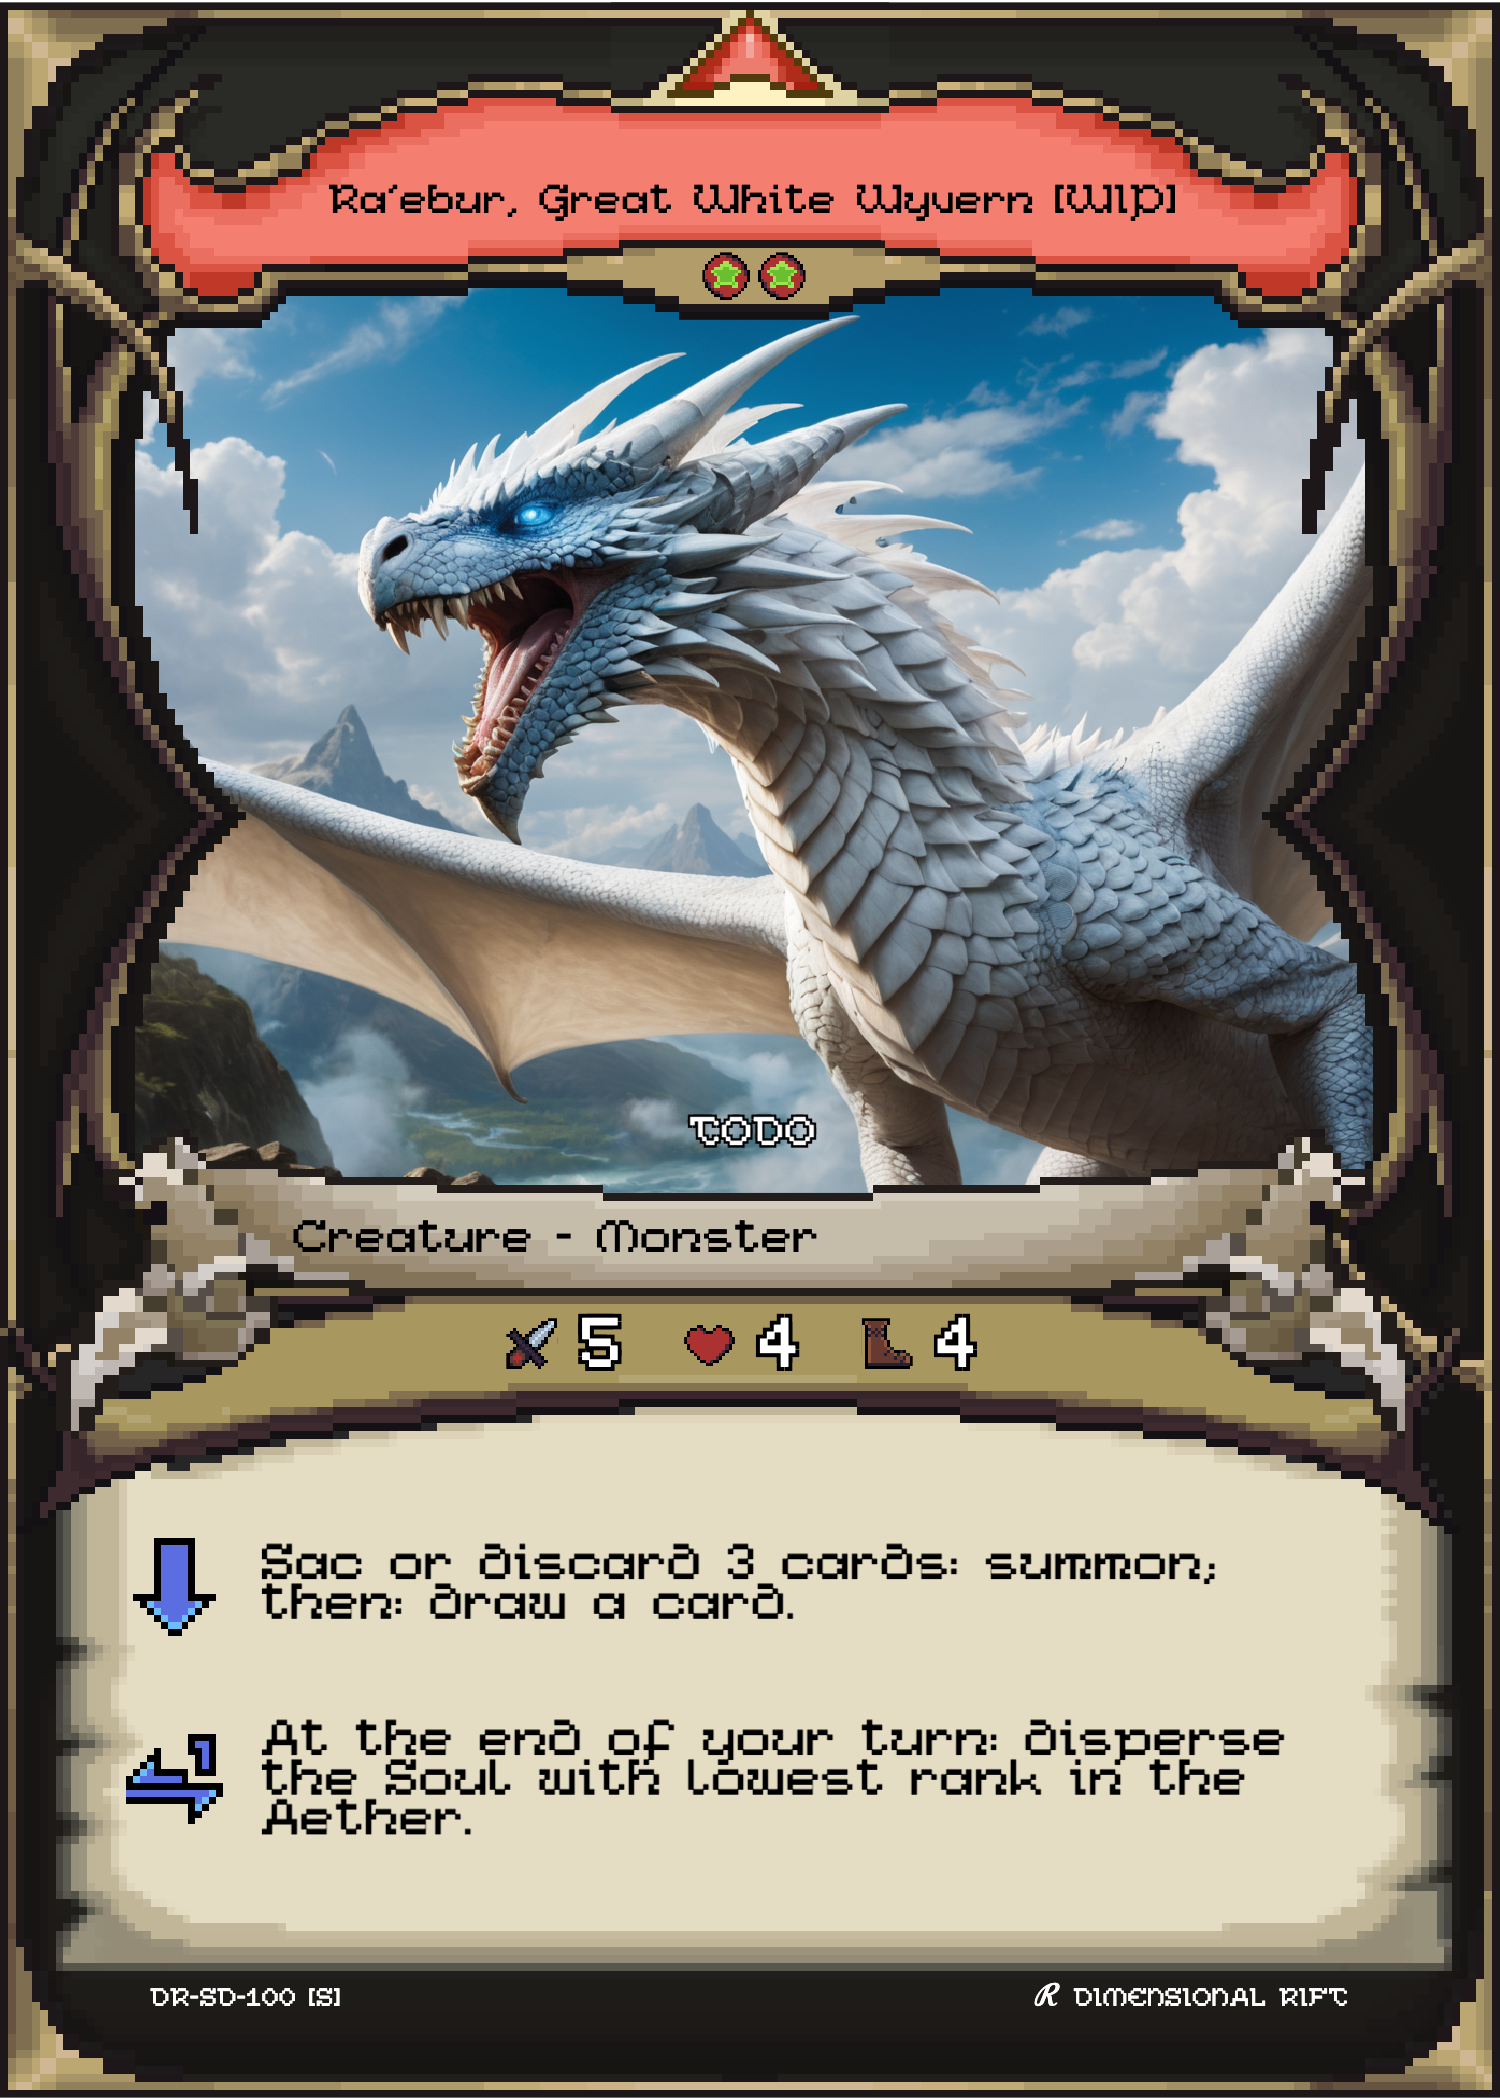 Ra'ebur, Great White Wyvern [WIP]
TODO
Creature - Monster
5 4 4
Sac or discard 3 cards: summon;
then: draw a card.
1
At the end of your turn: disperse
the Soul with lowest rank in the
Aether.
DR-SD-100 [S]
R DIMENSIONAL RIFT